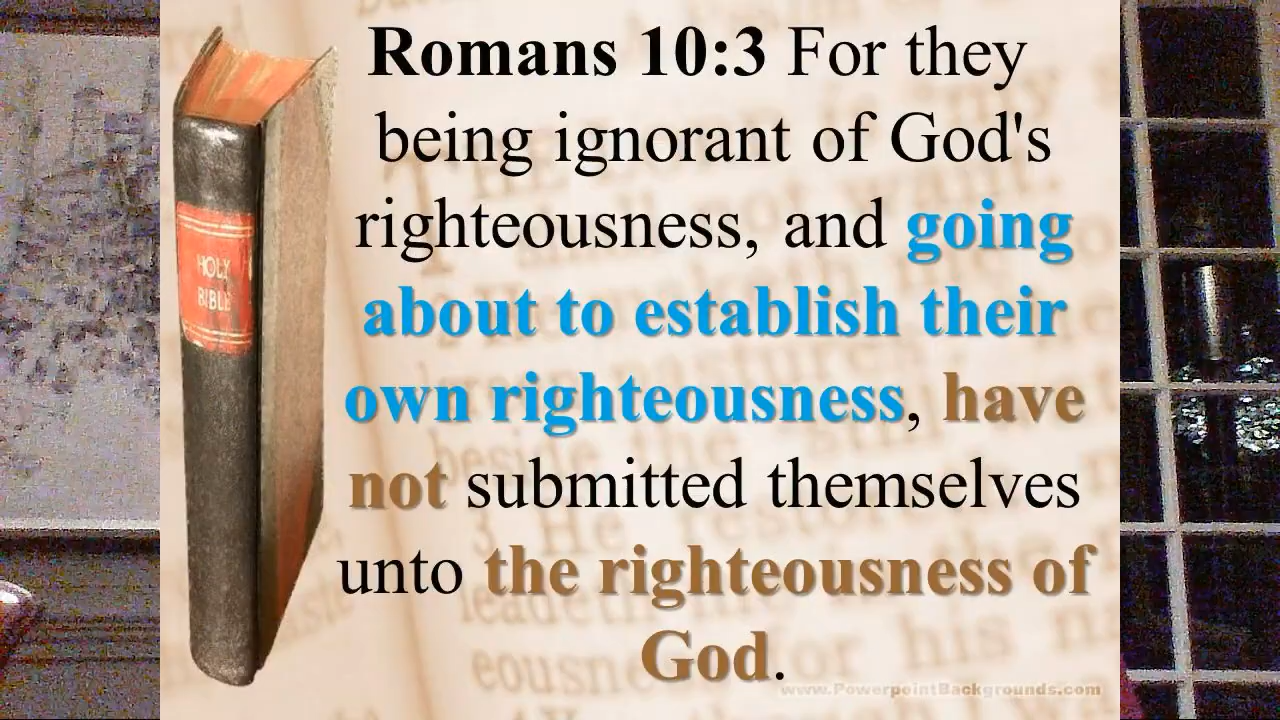 Romans 10:3 For they
being ignorant of God's
righteousness, and going
about to establish their
own righteousness, have
not submitted themselves
unto the righteousness of
God.
HOLY
BIBLE
www.PowerpointBackgrounds.com